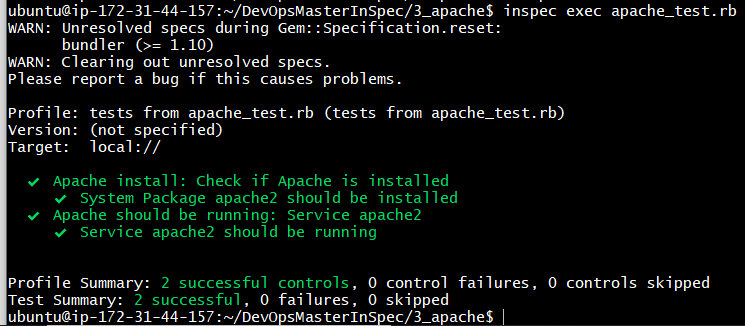 ubuntu@ip-172-31-44-157:~/DevOpsMasterInSpec/3_apache$ inspec exec apache_test.rb
WARN: Unresolved specs during Gem::Specification.reset:
      bundler (>= 1.10)
WARN: Clearing out unresolved specs.
Please report a bug if this causes problems.
Profile: tests from apache_test.rb (tests from apache_test.rb)
Version: (not specified)
Target:  local://
✔ Apache install: Check if Apache is installed
✔ System Package apache2 should be installed
✔ Apache should be running: Service apache2
✔ Service apache2 should be running
Profile Summary: 2 successful controls, 0 control failures, 0 controls skipped
Test Summary: 2 successful, 0 failures, 0 skipped
ubuntu@ip-172-31-44-157:~/DevOpsMasterInSpec/3_apache$